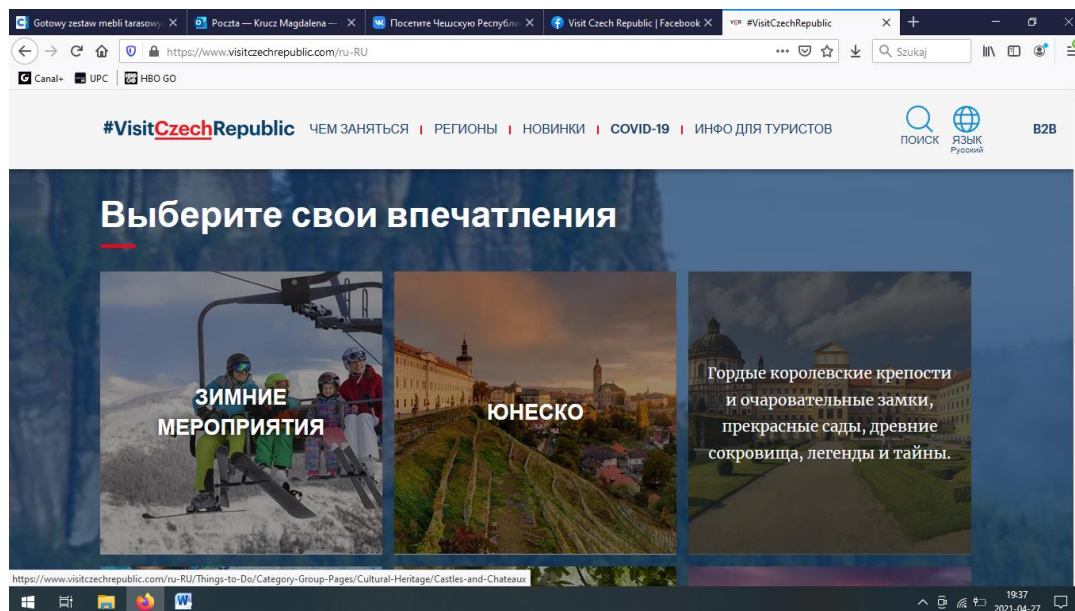 Gotowy zestaw mebli tarasowy
Poczta — Krucz Magdalena —
Посетите Чешскую Республи
Visit Czech Republic | Facebook
VCR #VisitCzechRepublic
https://www.visitczechrepublic.com/ru-RU
Szukaj
Canal+ UPC HBO GO
#VisitCzechRepublic
ЧЕМ ЗАНЯТЬСЯ
РЕГИОНЫ
НОВИНКИ
COVID-19
ИНФО ДЛЯ ТУРИСТОВ
ПОИСК
ЯЗЫК
Русский
B2B
Выберите свои впечатления
ЗИМНИЕ
МЕРОПРИЯТИЯ
ЮНЕСКО
Гордые королевские крепости
и очаровательные замки,
прекрасные сады, древние
сокровища, легенды и тайны.
https://www.visitczechrepublic.com/ru-RU/Things-to-Do/Category-Group-Pages/Cultural-Heritage/Castles-and-Chateaux
19:37
2021-04-27